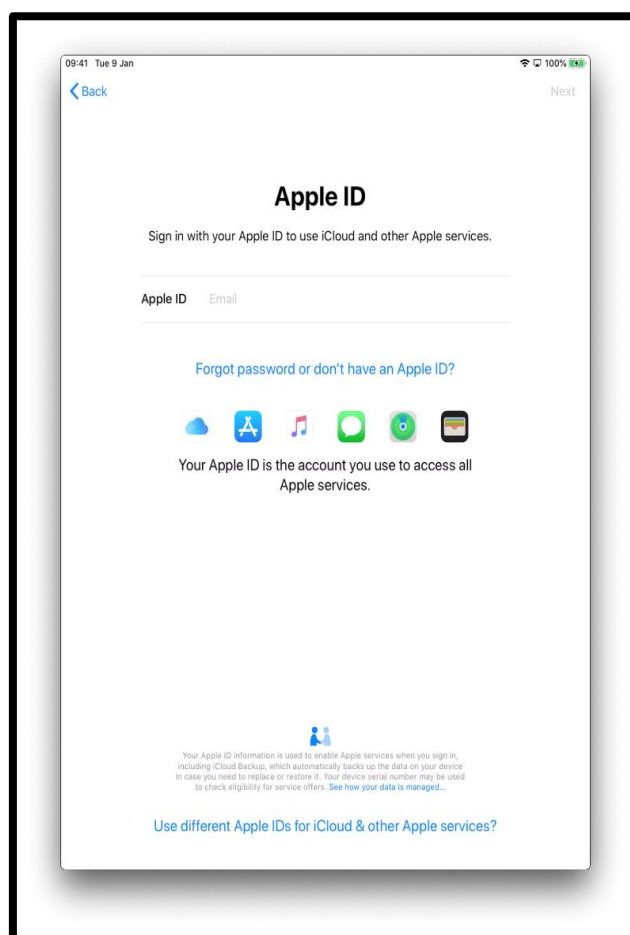 09:41 Tue 9 Jan 100%
Back Next
Apple ID
Sign in with your Apple ID to use iCloud and other Apple services.
Apple ID Email
Forgot password or don't have an Apple ID?
Your Apple ID is the account you use to access all
Apple services.
Your Apple ID information is used to enable Apple services when you sign in,
including iCloud Backup, which automatically backs up the data on your device
in case you need to replace or restore it. Your device serial number may be used
to check eligibility for service offers. See how your data is managed...
Use different Apple IDs for iCloud & other Apple services?